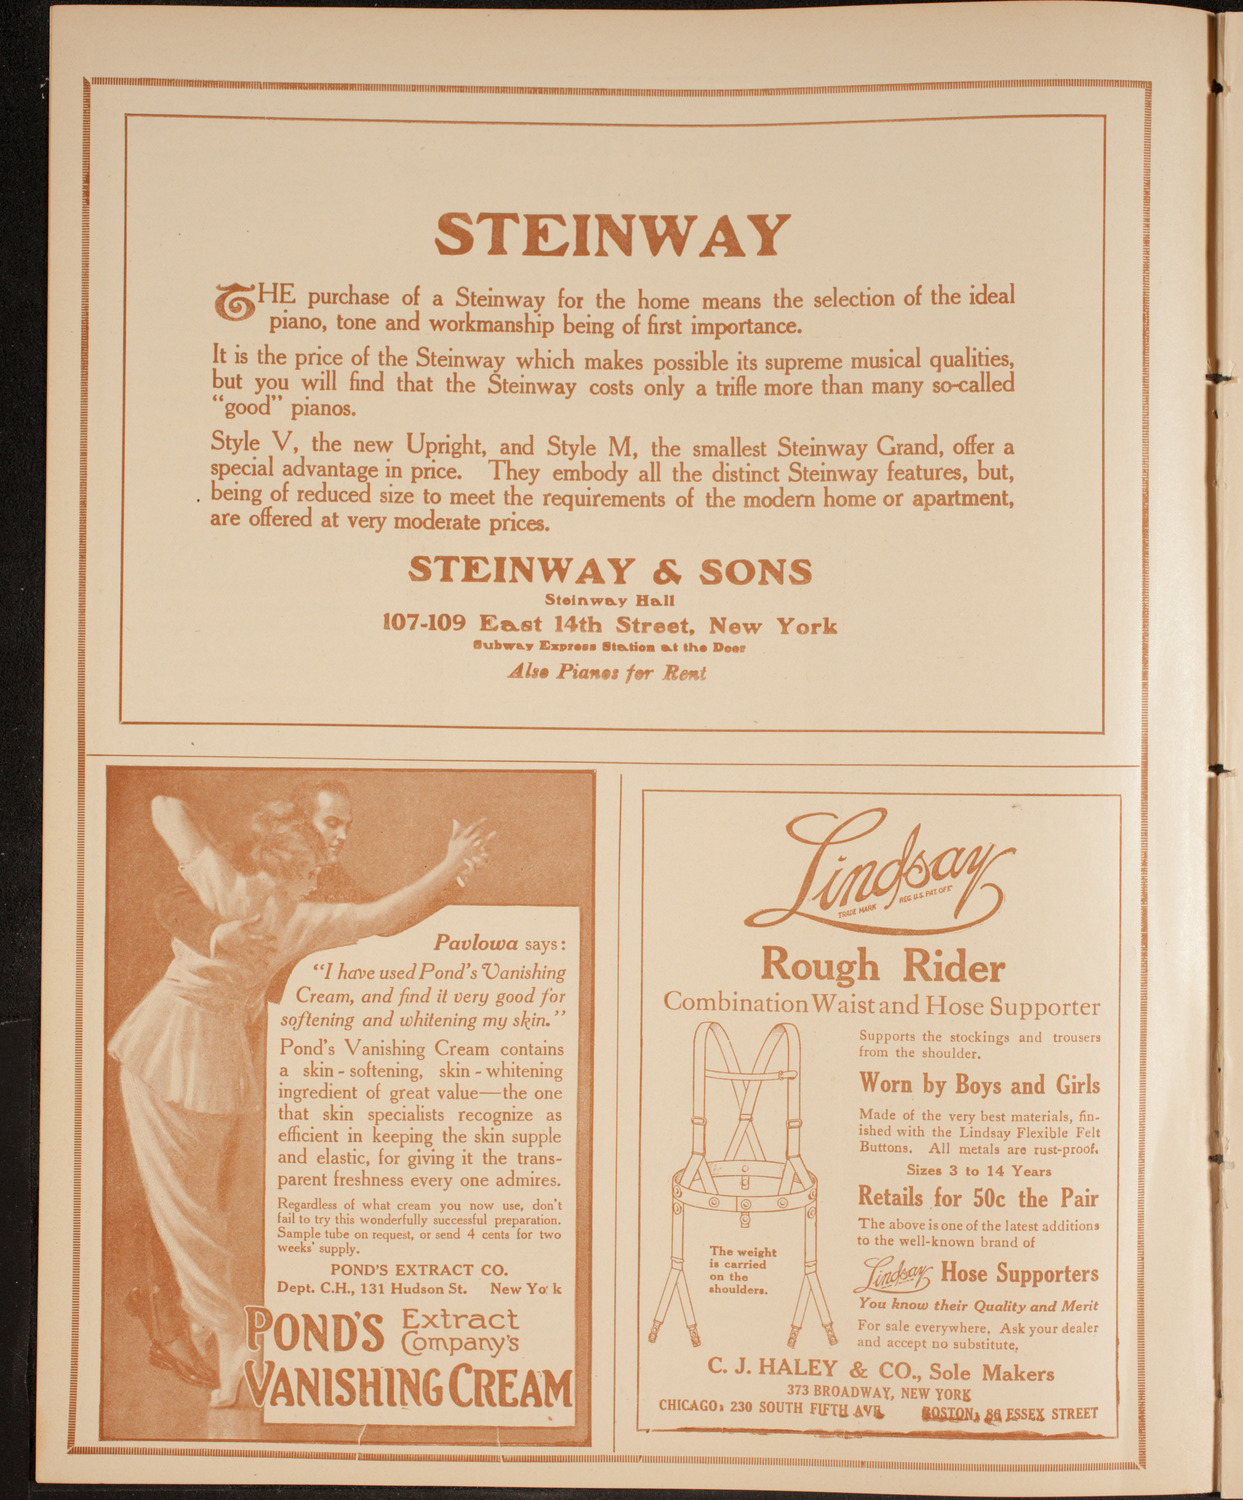 STEINWAY
THE purchase of a Steinway for the home means the selection of the ideal
piano, tone and workmanship being of first importance.
It is the price of the Steinway which makes possible its supreme musical qualities,
but you will find that the Steinway costs only a trifle more than many so-called
"good" pianos.
Style V, the new Upright, and Style M, the smallest Steinway Grand, offer a
special advantage in price. They embody all the distinct Steinway features, but,
being of reduced size to meet the requirements of the modern home or apartment,
are offered at very moderate prices.
STEINWAY & SONS
Steinway Hall
107-109 East 14th Street, New York
Subway Express Station at the Door
Also Pianos for Rent
Pavlowa says:
"I have used Pond's Vanishing
Cream, and find it very good for
softening and whitening my skin."
Pond's Vanishing Cream contains
a skin-softening, skin-whitening
ingredient of great value—the one
that skin specialists recognize as
efficient in keeping the skin supple
and elastic, for giving it the trans-
parent freshness every one admires.
Regardless of what cream you now use, don't
fail to try this wonderfully successful preparation.
Sample tube on request, or send 4 cents for two
weeks' supply.
POND'S EXTRACT CO.
Dept. C.H., 131 Hudson St. New Yo k
POND'S Extract
Company's
VANISHING CREAM
Lindsay
TRADE MARK REG U.S. PAT. OFF
Rough Rider
Combination Waist and Hose Supporter
Supports the stockings and trousers
from the shoulder.
Worn by Boys and Girls
Made of the very best materials, fin-
ished with the Lindsay Flexible Felt
Buttons. All metals are rust-proof.
Sizes 3 to 14 Years
Retails for 50c the Pair
The above is one of the latest additions
to the well-known brand of
Lindsay Hose Supporters
You know their Quality and Merit
For sale everywhere, Ask your dealer
and accept no substitute,
The weight
is carried
on the
shoulders.
C. J. HALEY & CO., Sole Makers
373 BROADWAY, NEW YORK
CHICAGO: 230 SOUTH FIFTH AVE. BOSTON: 86 ESSEX STREET